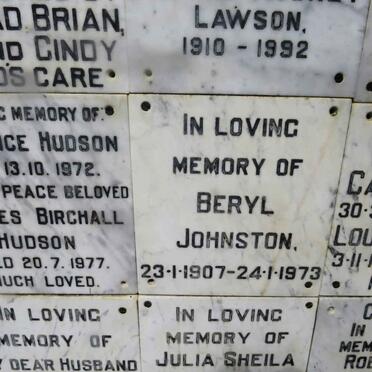 BRIAN,
CINDY
CARE
LAWSON,
1910 - 1992
MEMORY OF:
HUDSON
13.10.1972.
PEACE BELOVED
BIRCHALL
HUDSON
20.7.1977.
MUCH LOVED.
IN LOVING
MEMORY OF
BERYL
JOHNSTON,
23·1·1907-24·1·1973
IN LOVING
MEMORY OF
DEAR HUSBAND
IN LOVING
MEMORY OF
JULIA SHEILA
IN